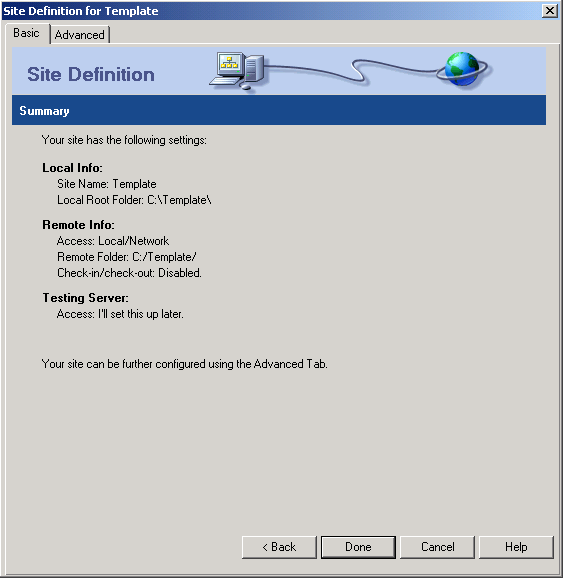 Site Definition for Template
Basic
Advanced
Site Definition
Summary
Your site has the following settings:
Local Info:
Site Name: Template
Local Root Folder: C:\Template\
Remote Info:
Access: Local/Network
Remote Folder: C:/Template/
Check-in/check-out: Disabled.
Testing Server:
Access: I'll set this up later.
Your site can be further configured using the Advanced Tab.
< Back
Done
Cancel
Help